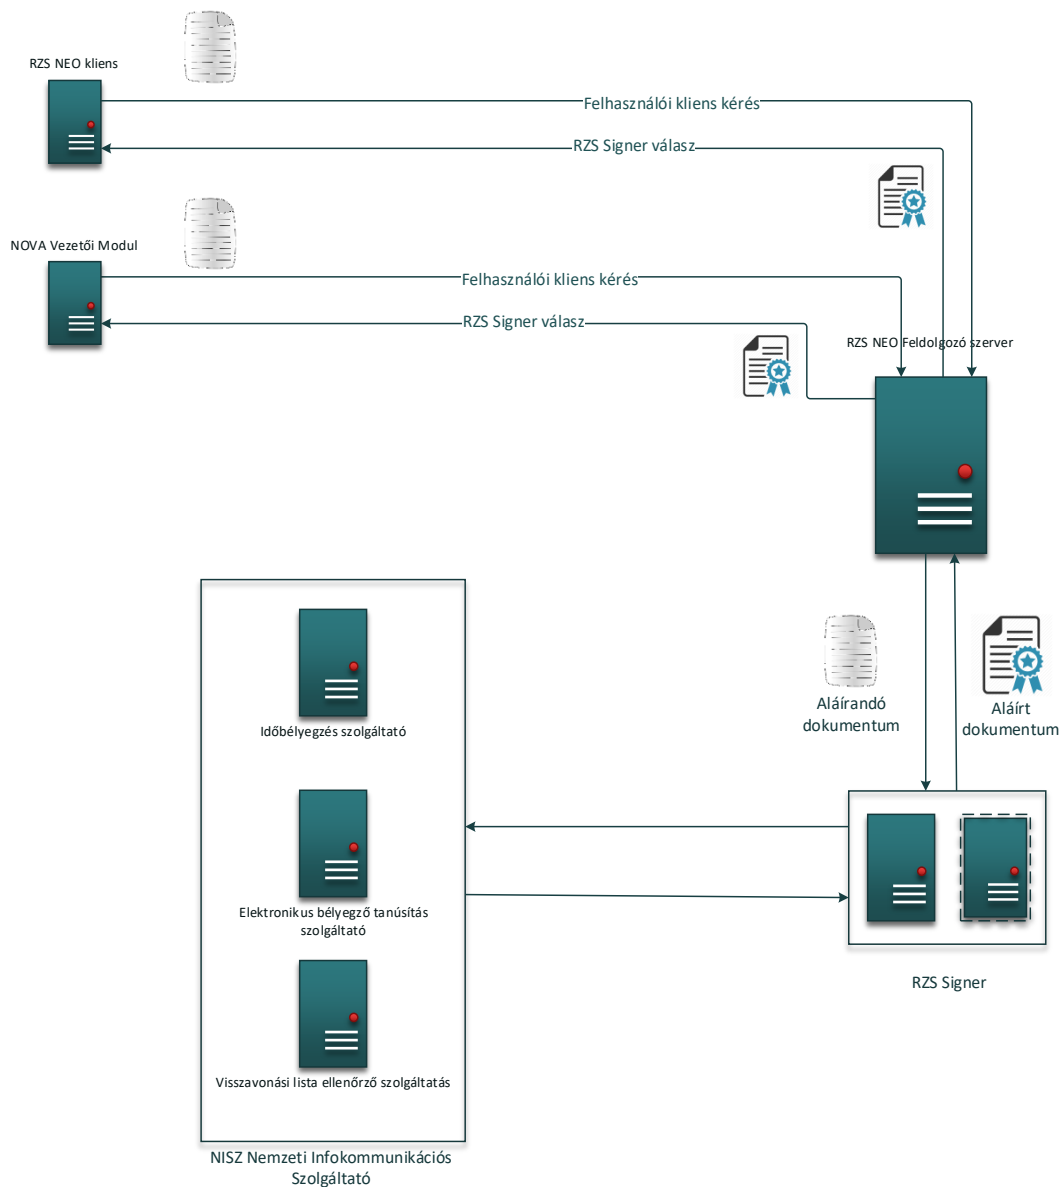 RZS NEO kliens
Felhasználói kliens kérés
RZS Signer válasz
NOVA Vezetői Modul
Felhasználói kliens kérés
RZS Signer válasz
RZS NEO Feldolgozó szerver
Aláírandó
dokumentum
Aláírt
dokumentum
Időbélyegzés szolgáltató
Elektronikus bélyegző tanúsítás
szolgáltató
RZS Signer
Visszavonási lista ellenőrző szolgáltatás
NISZ Nemzeti Infokommunikációs
Szolgáltató